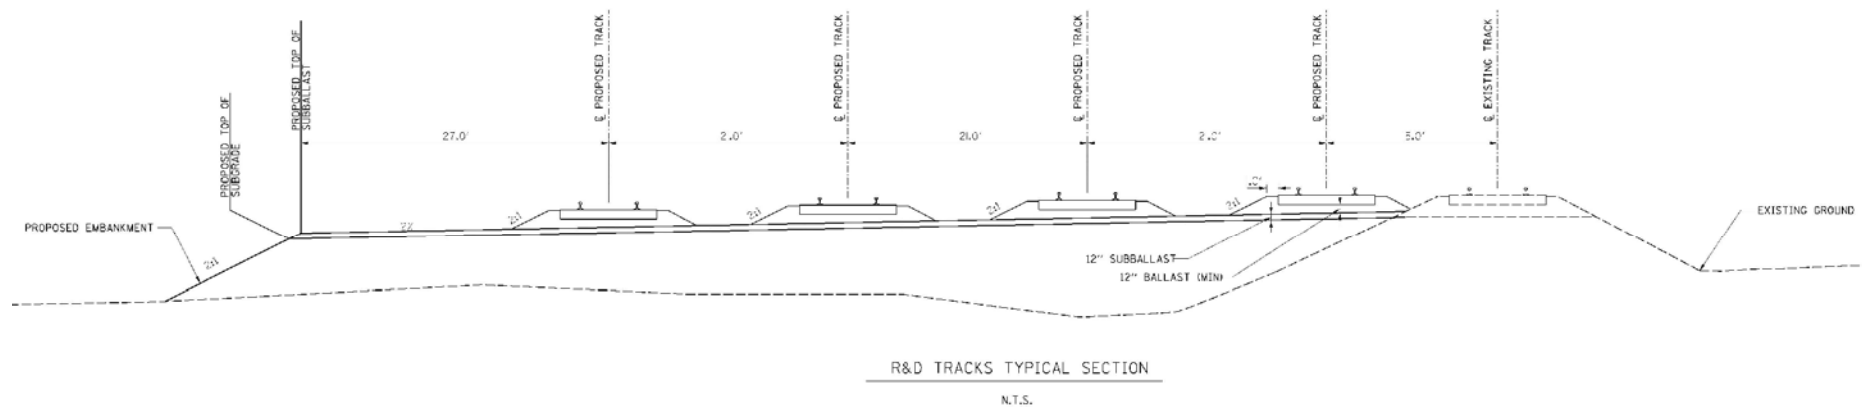 ℄ PROPOSED TRACK
℄ PROPOSED TRACK
℄ PROPOSED TRACK
℄ PROPOSED TRACK
℄ EXISTING TRACK
PROPOSED TOP OF
SUBBALLAST
PROPOSED TOP OF
SUBGRADE
27.0'
21.0'
PROPOSED EMBANKMENT
2:1
2%
2:1
2:1
2:1
2:1
12" SUBBALLAST
12" BALLAST (MIN)
EXISTING GROUND
R&D TRACKS TYPICAL SECTION
N.T.S.